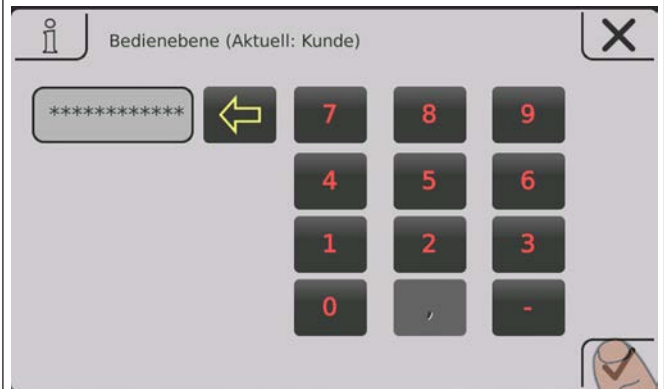 Bedienebene (Aktuell: Kunde)
************ 7 8 9
4 5 6
1 2 3
0 , -